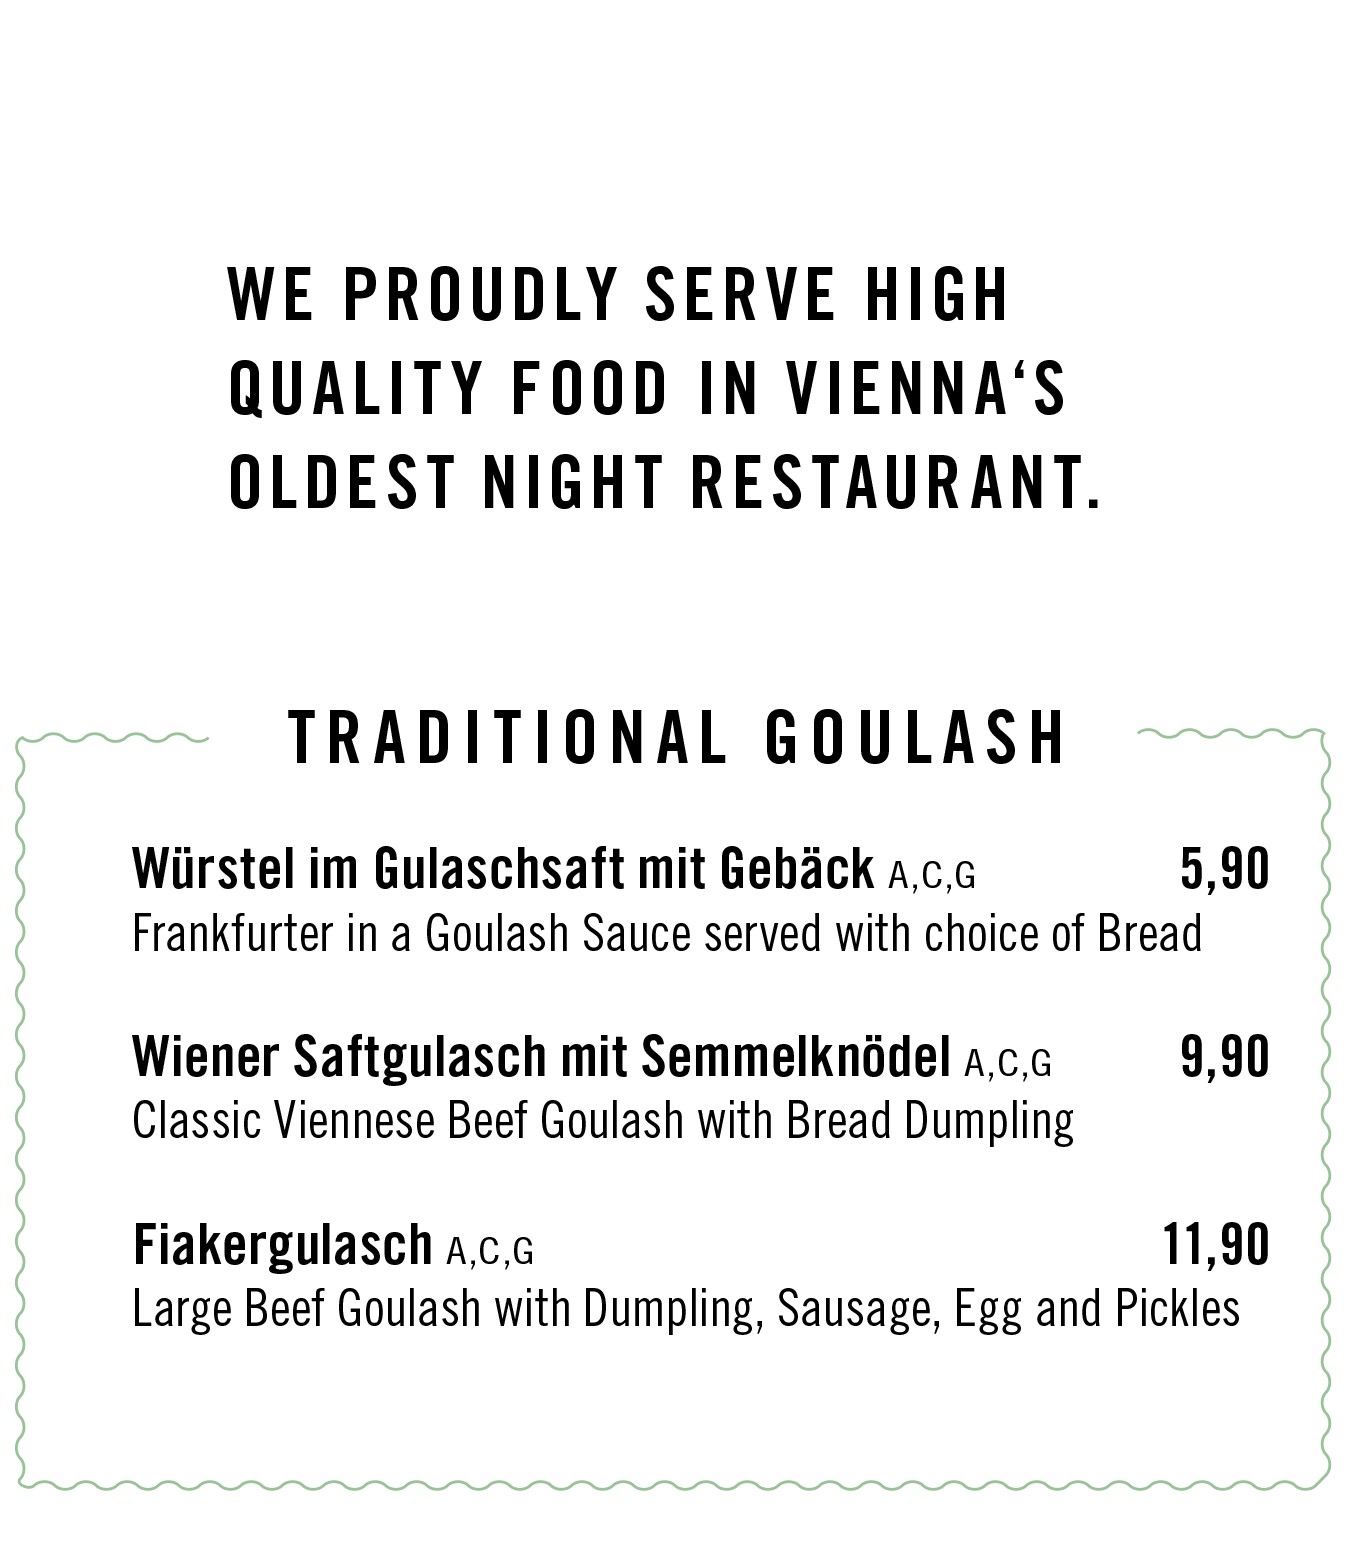 WE PROUDLY SERVE HIGH
QUALITY FOOD IN VIENNA‘S
OLDEST NIGHT RESTAURANT.
TRADITIONAL GOULASH
Würstel im Gulaschsaft mit Gebäck A,C,G 5,90
Frankfurter in a Goulash Sauce served with choice of Bread
Wiener Saftgulasch mit Semmelknödel A,C,G 9,90
Classic Viennese Beef Goulash with Bread Dumpling
Fiakergulasch A,C,G 11,90
Large Beef Goulash with Dumpling, Sausage, Egg and Pickles